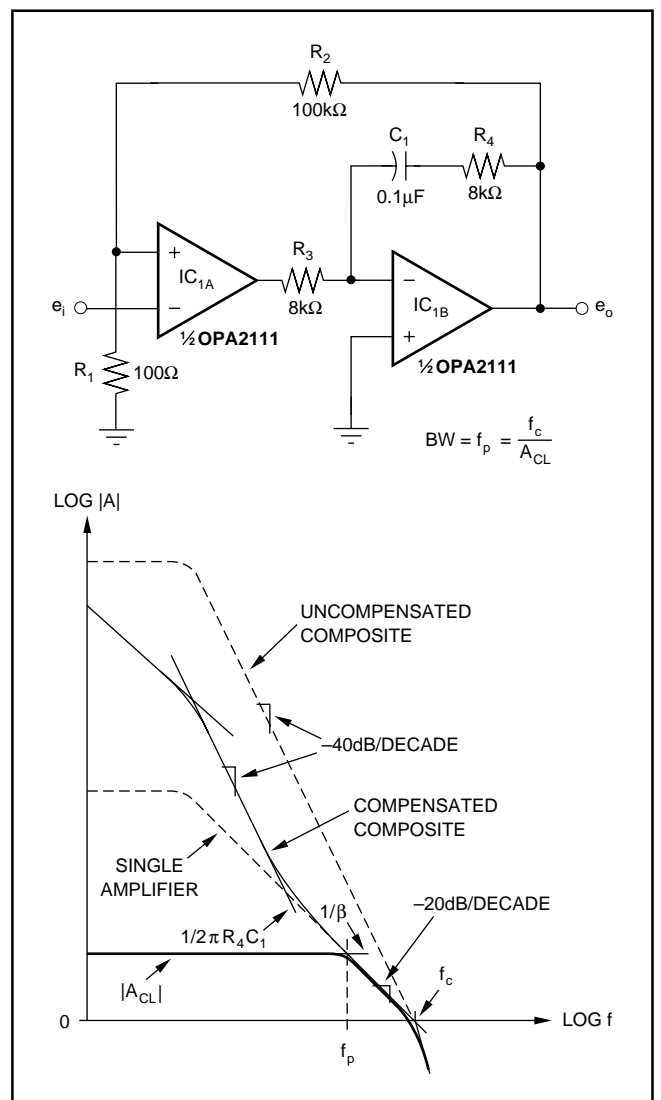 R2
100kΩ
C1
R4
0.1µF
8kΩ
R3
8kΩ
+
–
IC1A
½OPA2111
–
+
IC1B
½OPA2111
ei
eo
R1
100Ω
BW = fp = fc / ACL
LOG |A|
UNCOMPENSATED
COMPOSITE
–40dB/DECADE
COMPENSATED
COMPOSITE
SINGLE
AMPLIFIER
–20dB/DECADE
1/β
1/2πR4C1
fc
|ACL|
0
LOG f
fp